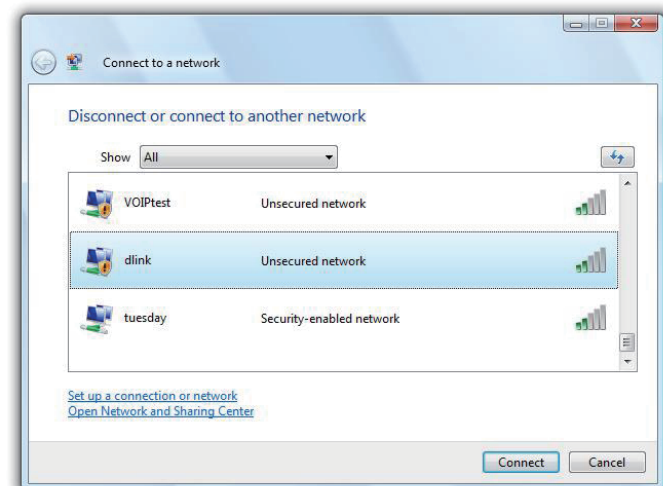 Connect to a network
Disconnect or connect to another network
Show All
VOIPtest Unsecured network
dlink Unsecured network
tuesday Security-enabled network
Set up a connection or network
Open Network and Sharing Center
Connect Cancel